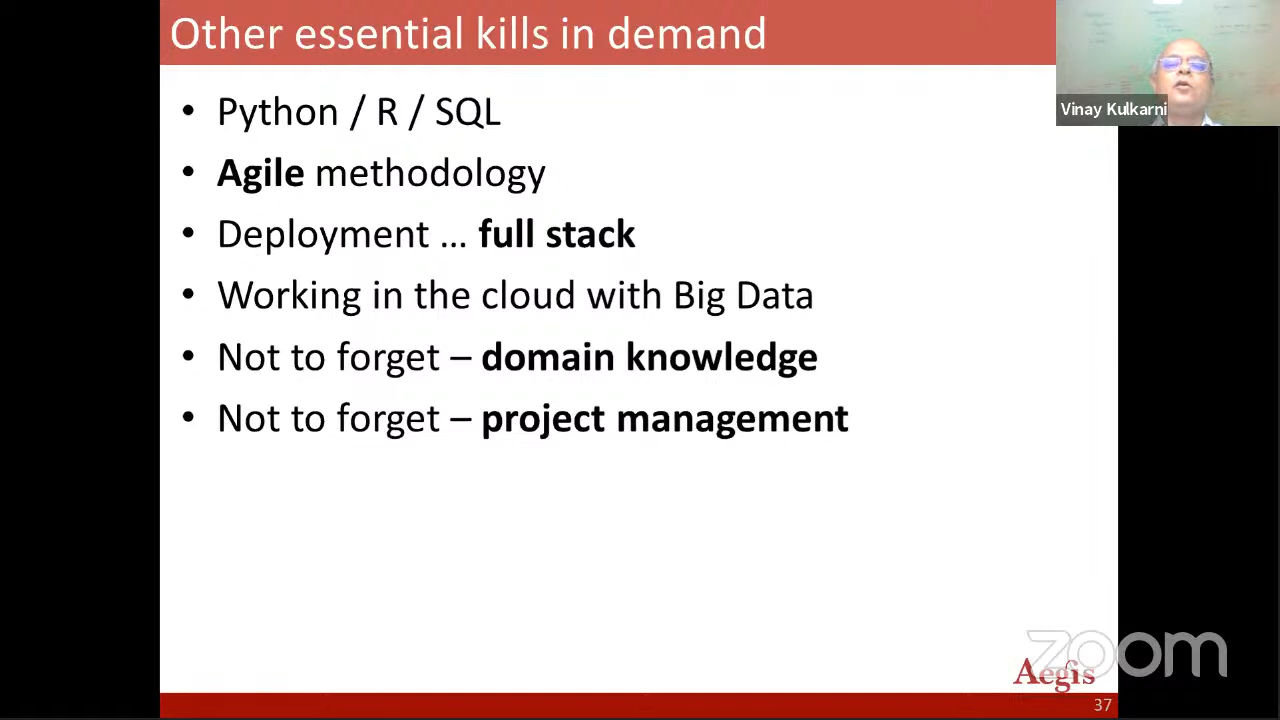 Other essential kills in demand
Vinay Kulkarni
• Python / R / SQL
• Agile methodology
• Deployment … full stack
• Working in the cloud with Big Data
• Not to forget – domain knowledge
• Not to forget – project management
zoom
Aegis
37